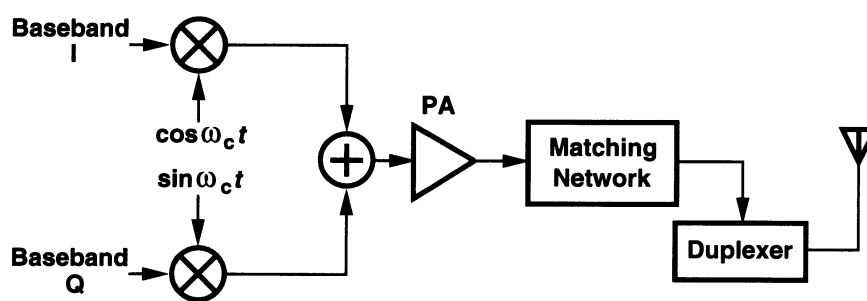 Baseband
I
cos ω_c t
sin ω_c t
Baseband
Q
PA
Matching
Network
Duplexer